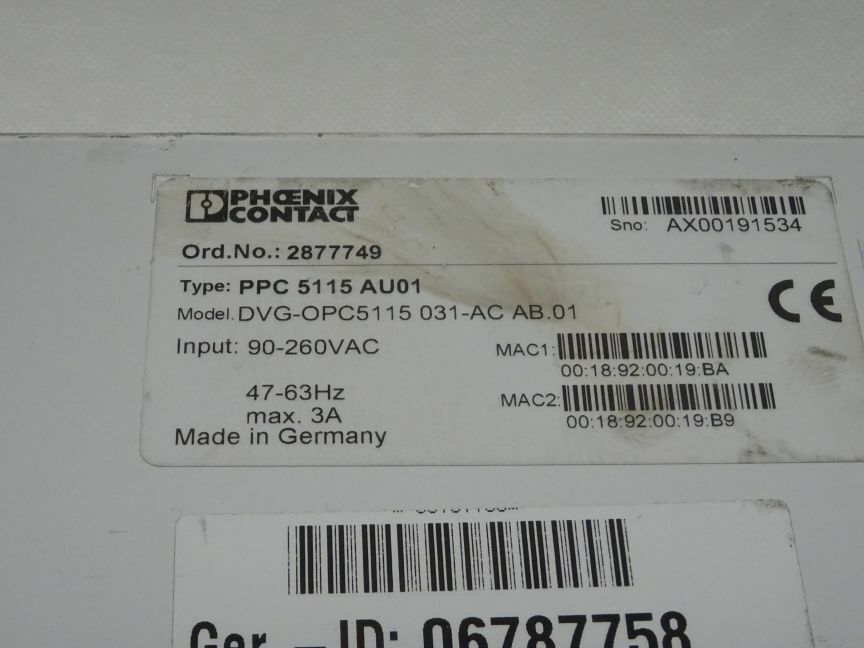 PHOENIX
CONTACT
Sno: AX00191534
Ord.No.: 2877749
Type: PPC 5115 AU01
Model. DVG-OPC5115 031-AC AB.01
CE
Input: 90-260VAC
MAC1:
00:18:92:00:19:BA
47-63Hz
MAC2:
max. 3A
00:18:92:00:19:B9
Made in Germany
Ger. – ID: 06787758